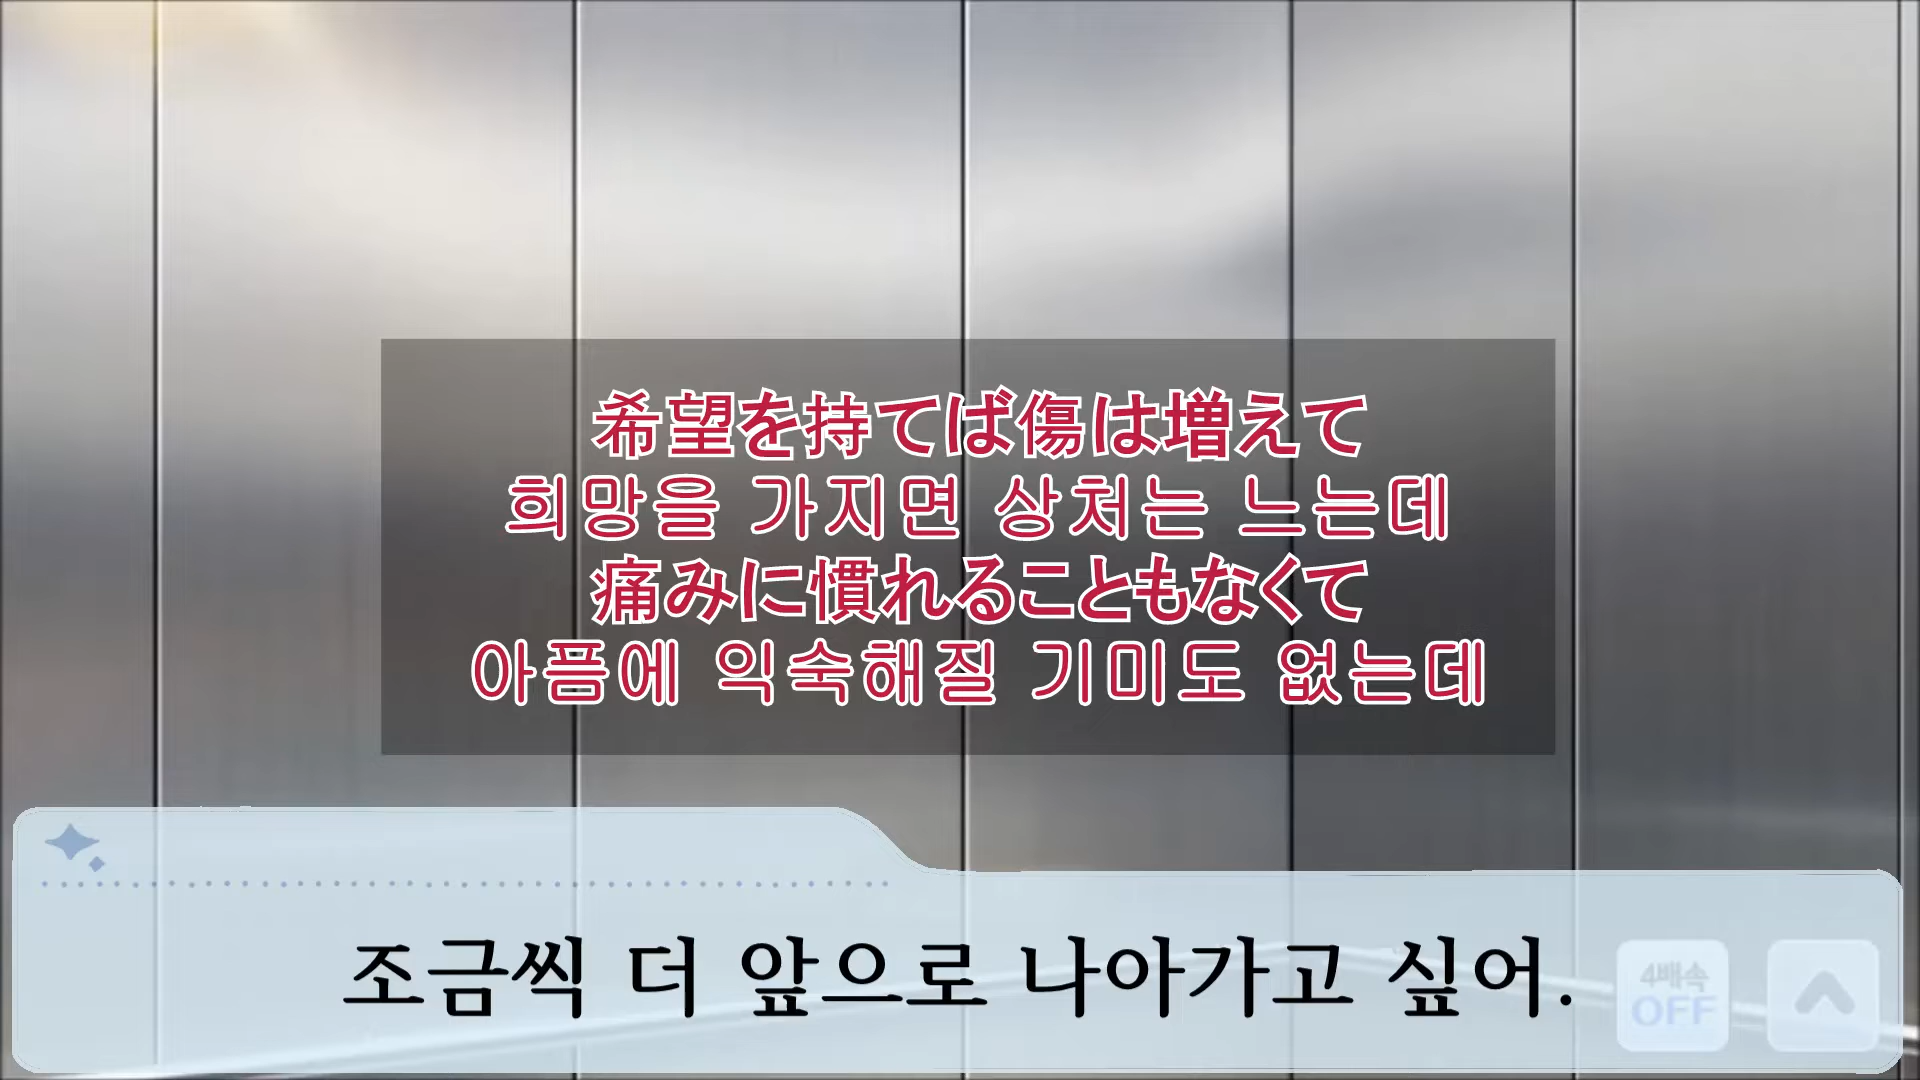 希望を持てば傷は増えて
희망을 가지면 상처는 느는데
痛みに慣れることもなくて
아픔에 익숙해질 기미도 없는데
조금씩 더 앞으로 나아가고 싶어.
4배속
OFF